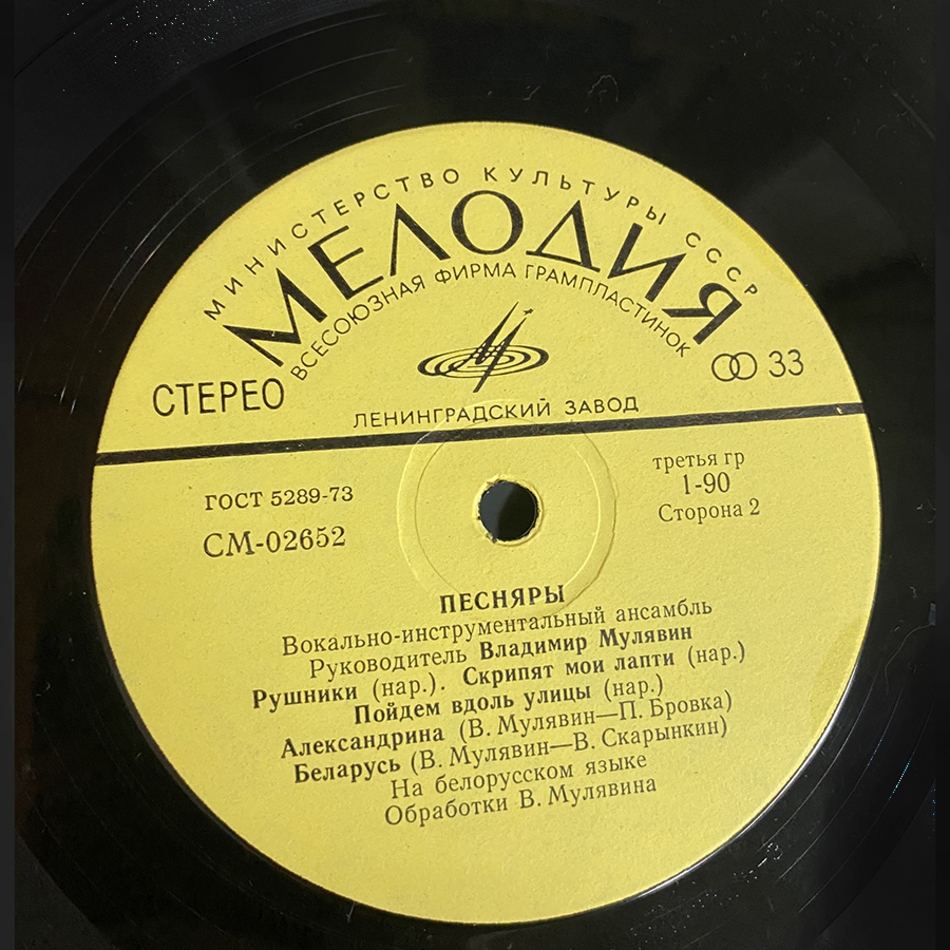 МИНИСТЕРСТВО КУЛЬТУРЫ СССР
МЕЛОДИЯ
ВСЕСОЮЗНАЯ ФИРМА ГРАМПЛАСТИНОК
СТЕРЕО
33
ЛЕНИНГРАДСКИЙ ЗАВОД
ГОСТ 5289-73
СМ-02652
третья гр
1-90
Сторона 2
ПЕСНЯРЫ
Вокально-инструментальный ансамбль
Руководитель Владимир Мулявин
Рушники (нар.). Скрипят мои лапти (нар.)
Пойдем вдоль улицы (нар.)
Александрина (В. Мулявин—П. Бровка)
Беларусь (В. Мулявин—В. Скарынкин)
На белорусском языке
Обработки В. Мулявина